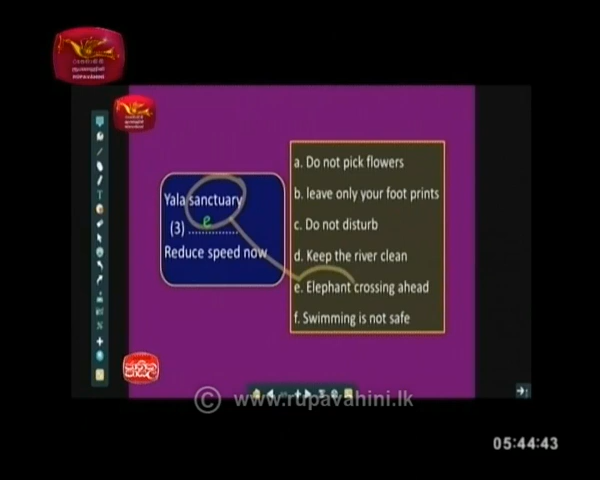 Yala sanctuary
(3) ................
e
Reduce speed now
a. Do not pick flowers
b. leave only your foot prints
c. Do not disturb
d. Keep the river clean
e. Elephant crossing ahead
f. Swimming is not safe
© www.rupavahini.lk
05:44:43